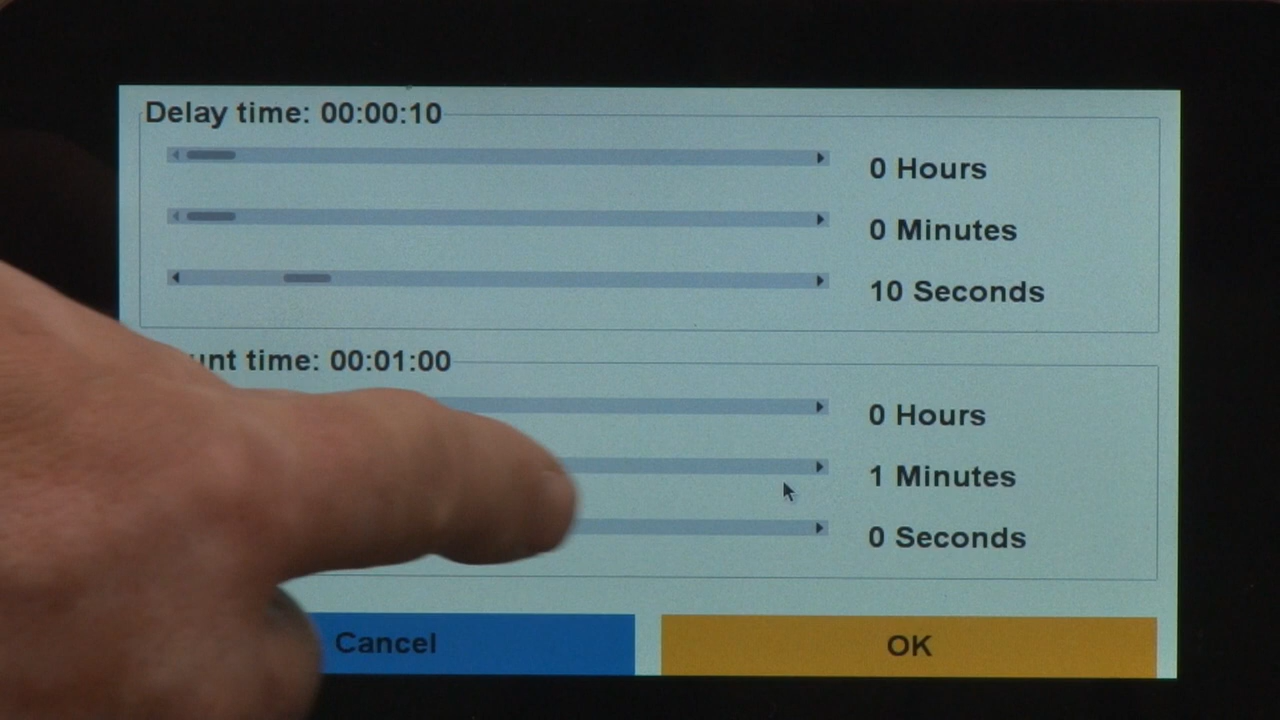 Delay time: 00:00:10
0 Hours
0 Minutes
10 Seconds
time: 00:01:00
0 Hours
1 Minutes
0 Seconds
Cancel
OK